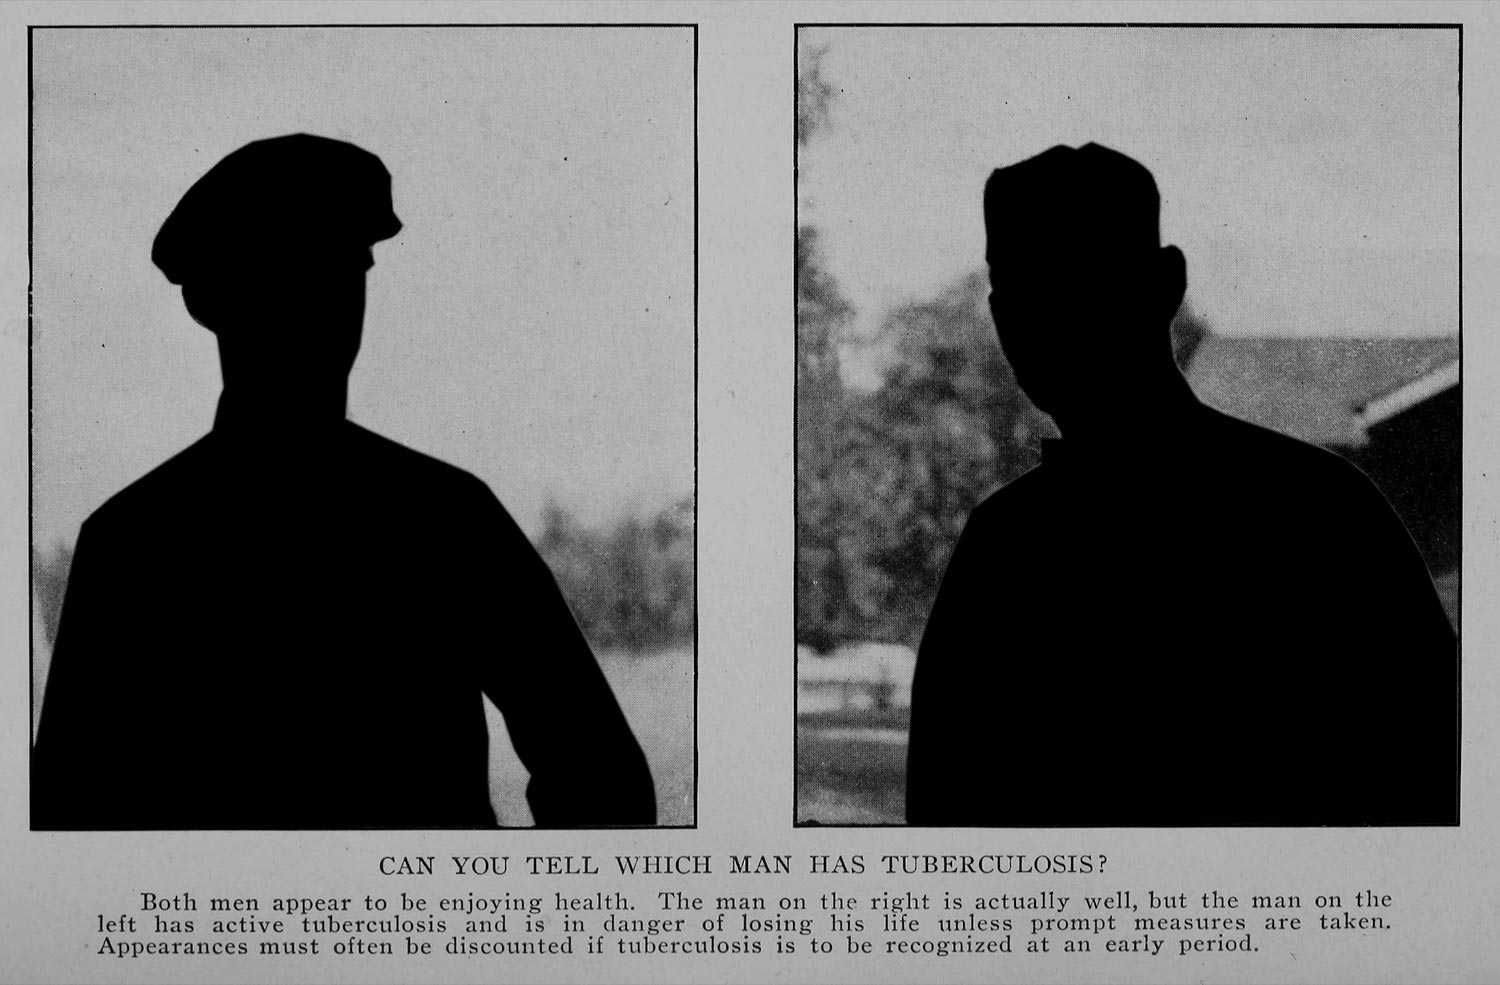 CAN YOU TELL WHICH MAN HAS TUBERCULOSIS?
Both men appear to be enjoying health. The man on the right is actually well, but the man on the
left has active tuberculosis and is in danger of losing his life unless prompt measures are taken.
Appearances must often be discounted if tuberculosis is to be recognized at an early period.